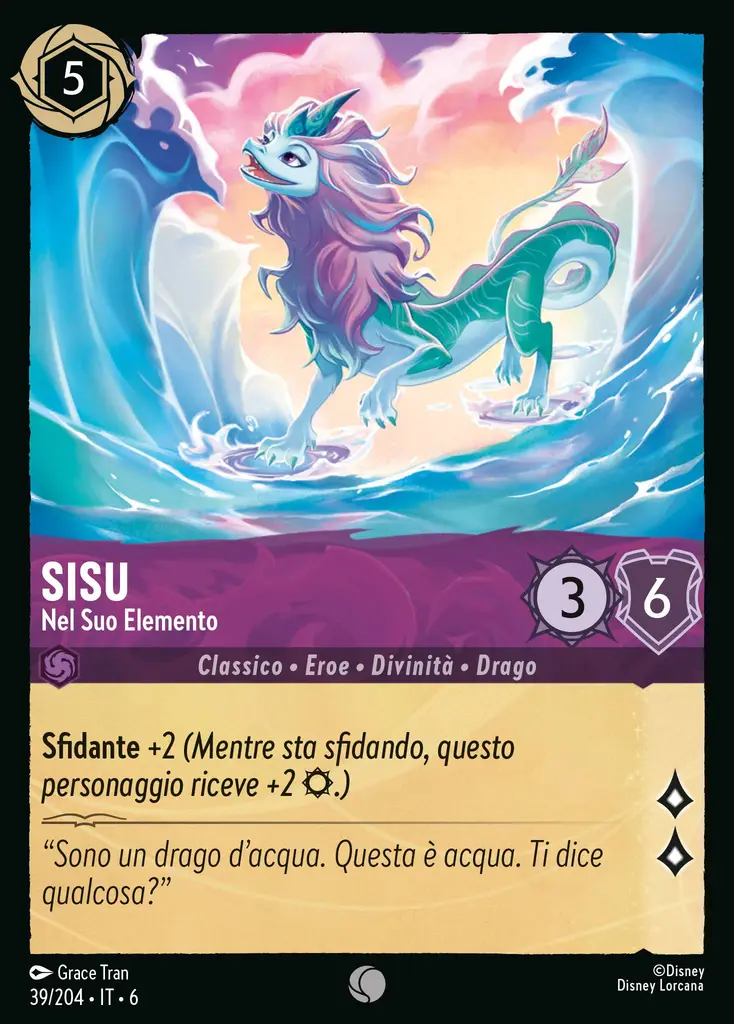 5
SISU
Nel Suo Elemento
3
6
Classico • Eroe • Divinità • Drago
Sfidante +2 (Mentre sta sfidando, questo
personaggio riceve +2 .)
“Sono un drago d’acqua. Questa è acqua. Ti dice
qualcosa?”
Grace Tran
39/204 • IT • 6
©Disney
Disney Lorcana